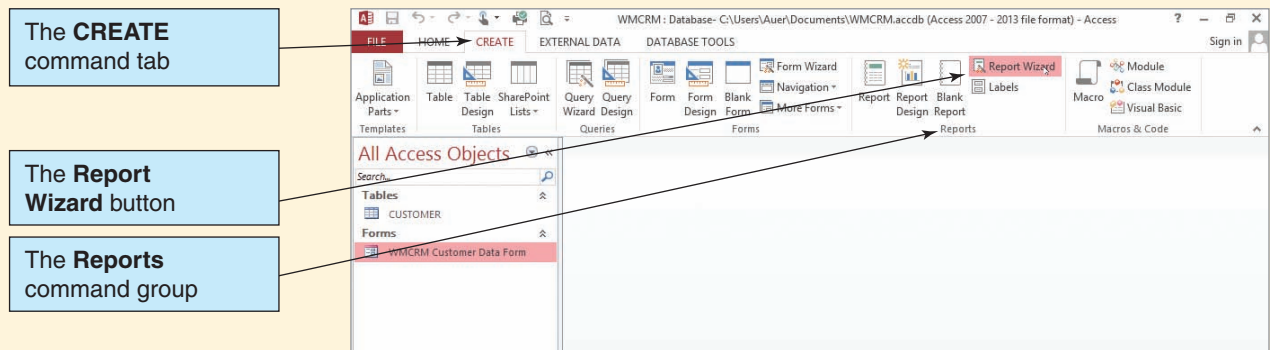 The CREATE
command tab
The Report
Wizard button
The Reports
command group
WMCRM : Database- C:\Users\Auer\Documents\WMCRM.accdb (Access 2007 - 2013 file format) - Access
?
FILE HOME CREATE EXTERNAL DATA DATABASE TOOLS Sign in
Application Parts
Table
Table Design
SharePoint Lists
Query Wizard
Query Design
Form
Form Design
Blank Form
Form Wizard
Navigation
More Forms
Report
Report Design
Blank Report
Report Wizard
Labels
Macro
Module
Class Module
Visual Basic
Templates Tables Queries Forms Reports Macros & Code
All Access Objects
Search...
Tables
CUSTOMER
Forms
WMCRM Customer Data Form